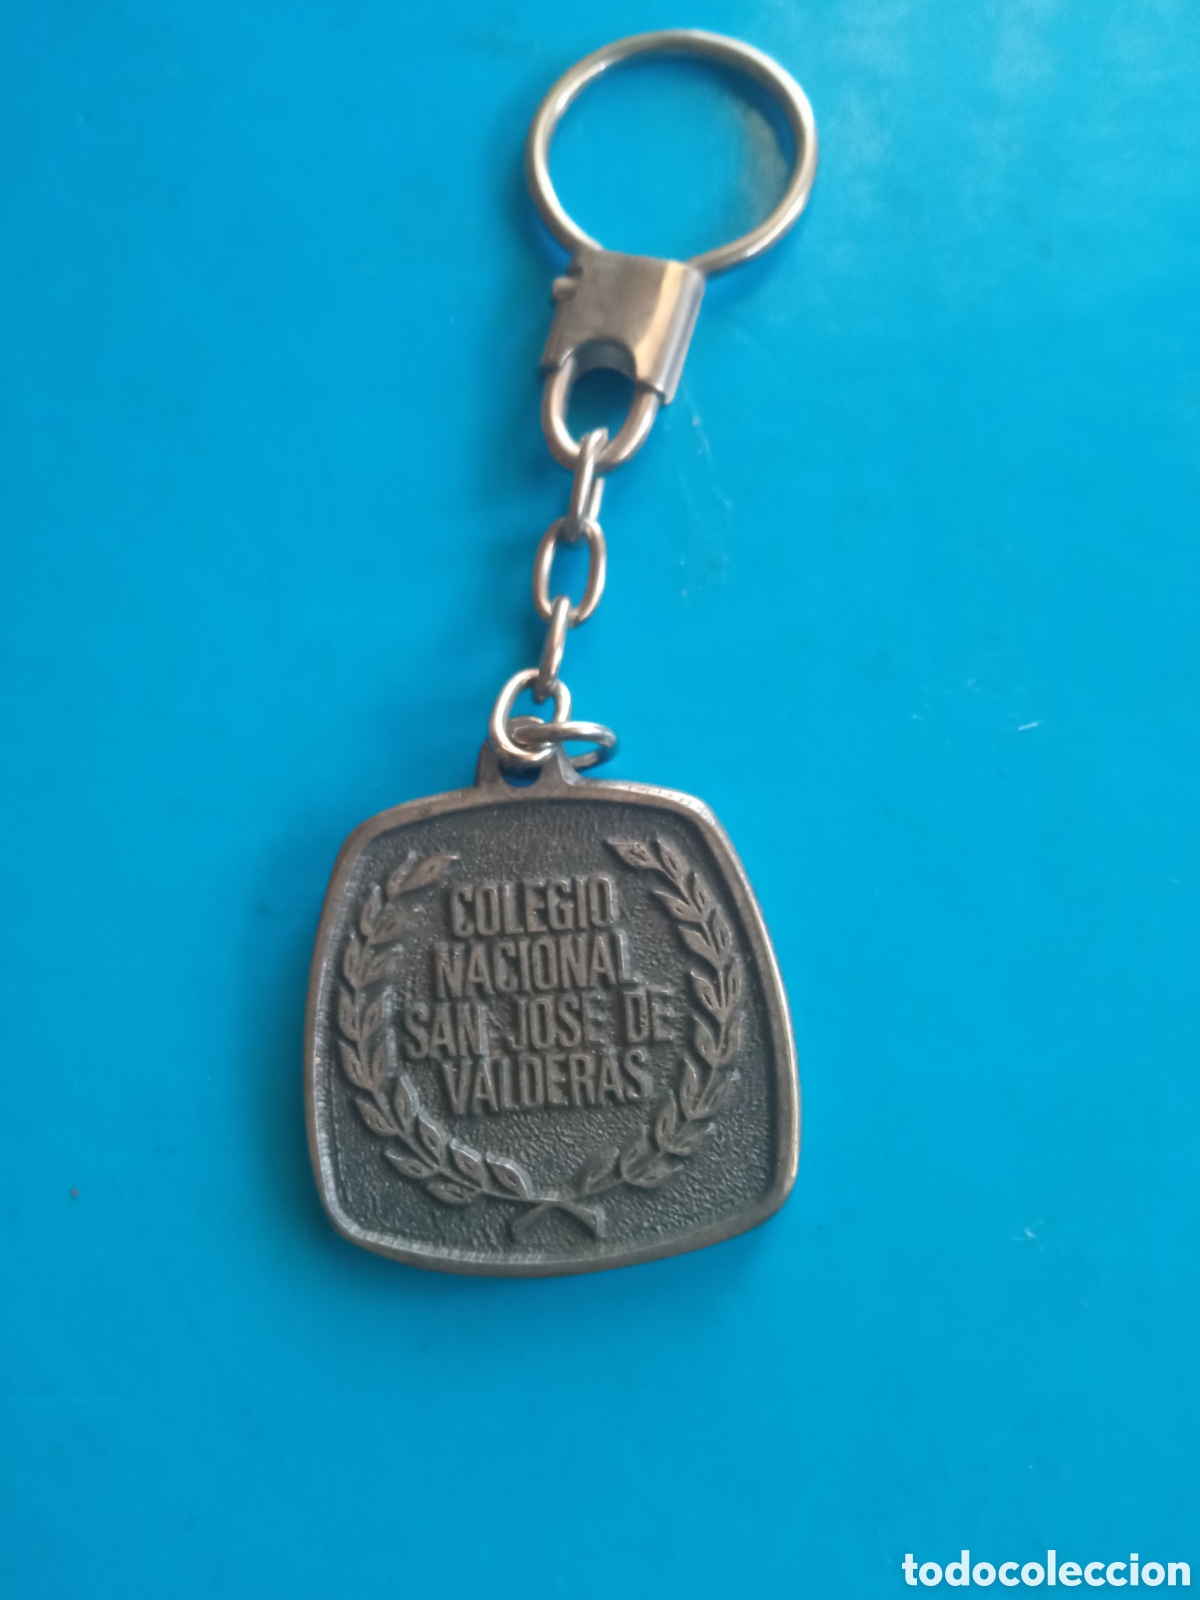 COLEGIO
NACIONAL
SAN JOSE DE
VALDERAS
todocoleccion